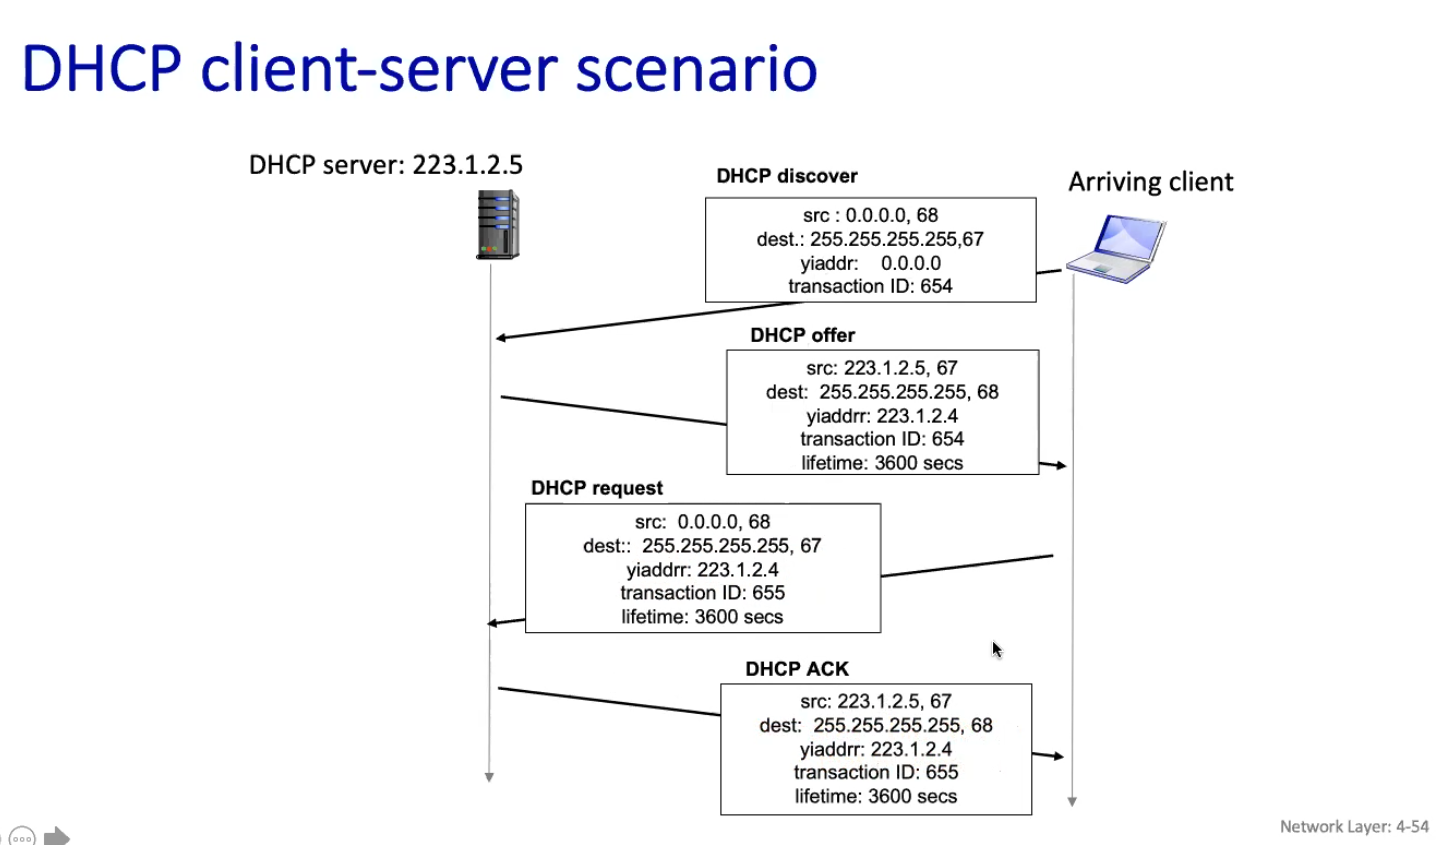 DHCP client-server scenario
DHCP server: 223.1.2.5
Arriving client
DHCP discover
src : 0.0.0.0, 68
dest.: 255.255.255.255,67
yiaddr: 0.0.0.0
transaction ID: 654
DHCP offer
src: 223.1.2.5, 67
dest: 255.255.255.255, 68
yiaddrr: 223.1.2.4
transaction ID: 654
lifetime: 3600 secs
DHCP request
src: 0.0.0.0, 68
dest:: 255.255.255.255, 67
yiaddrr: 223.1.2.4
transaction ID: 655
lifetime: 3600 secs
DHCP ACK
src: 223.1.2.5, 67
dest: 255.255.255.255, 68
yiaddrr: 223.1.2.4
transaction ID: 655
lifetime: 3600 secs
Network Layer: 4-54